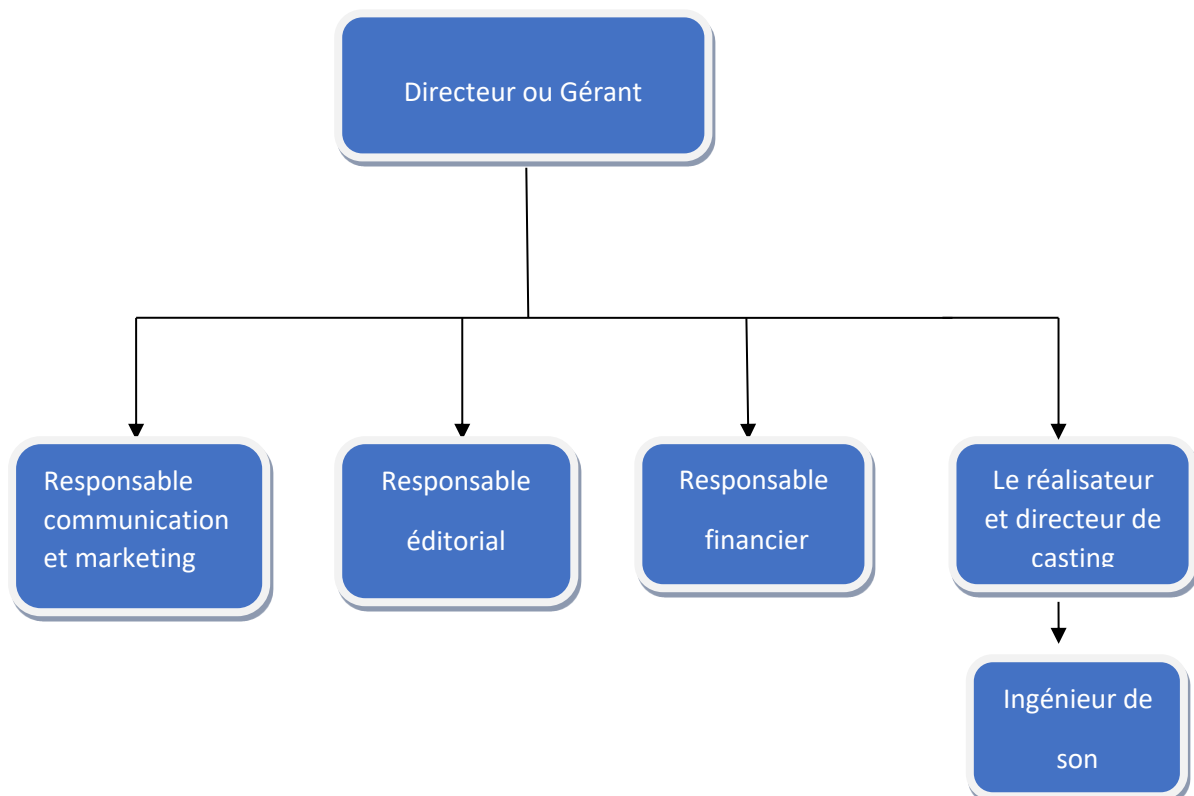 Directeur ou Gérant
Responsable
communication
et marketing
Responsable
éditorial
Responsable
financier
Le réalisateur
et directeur de
casting
Ingénieur de
son